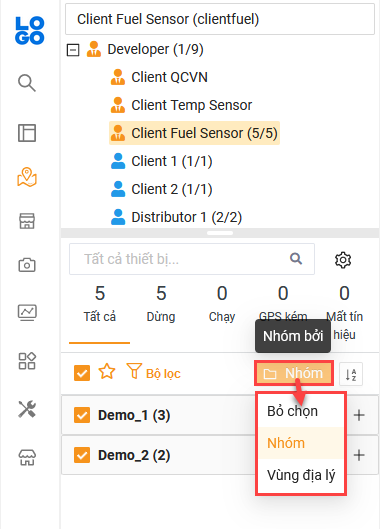 LO
GO
Client Fuel Sensor (clientfuel)
Developer (1/9)
Client QCVN
Client Temp Sensor
Client Fuel Sensor (5/5)
Client 1 (1/1)
Client 2 (1/1)
Distributor 1 (2/2)
Tất cả thiết bị...
5 5 0 0 0
Tất cả Dừng Chạy GPS kém Mất tín
hiệu
Nhóm bởi
Bộ lọc Nhóm
Bỏ chọn
Demo_1 (3)
Nhóm
Demo_2 (2)
Vùng địa lý